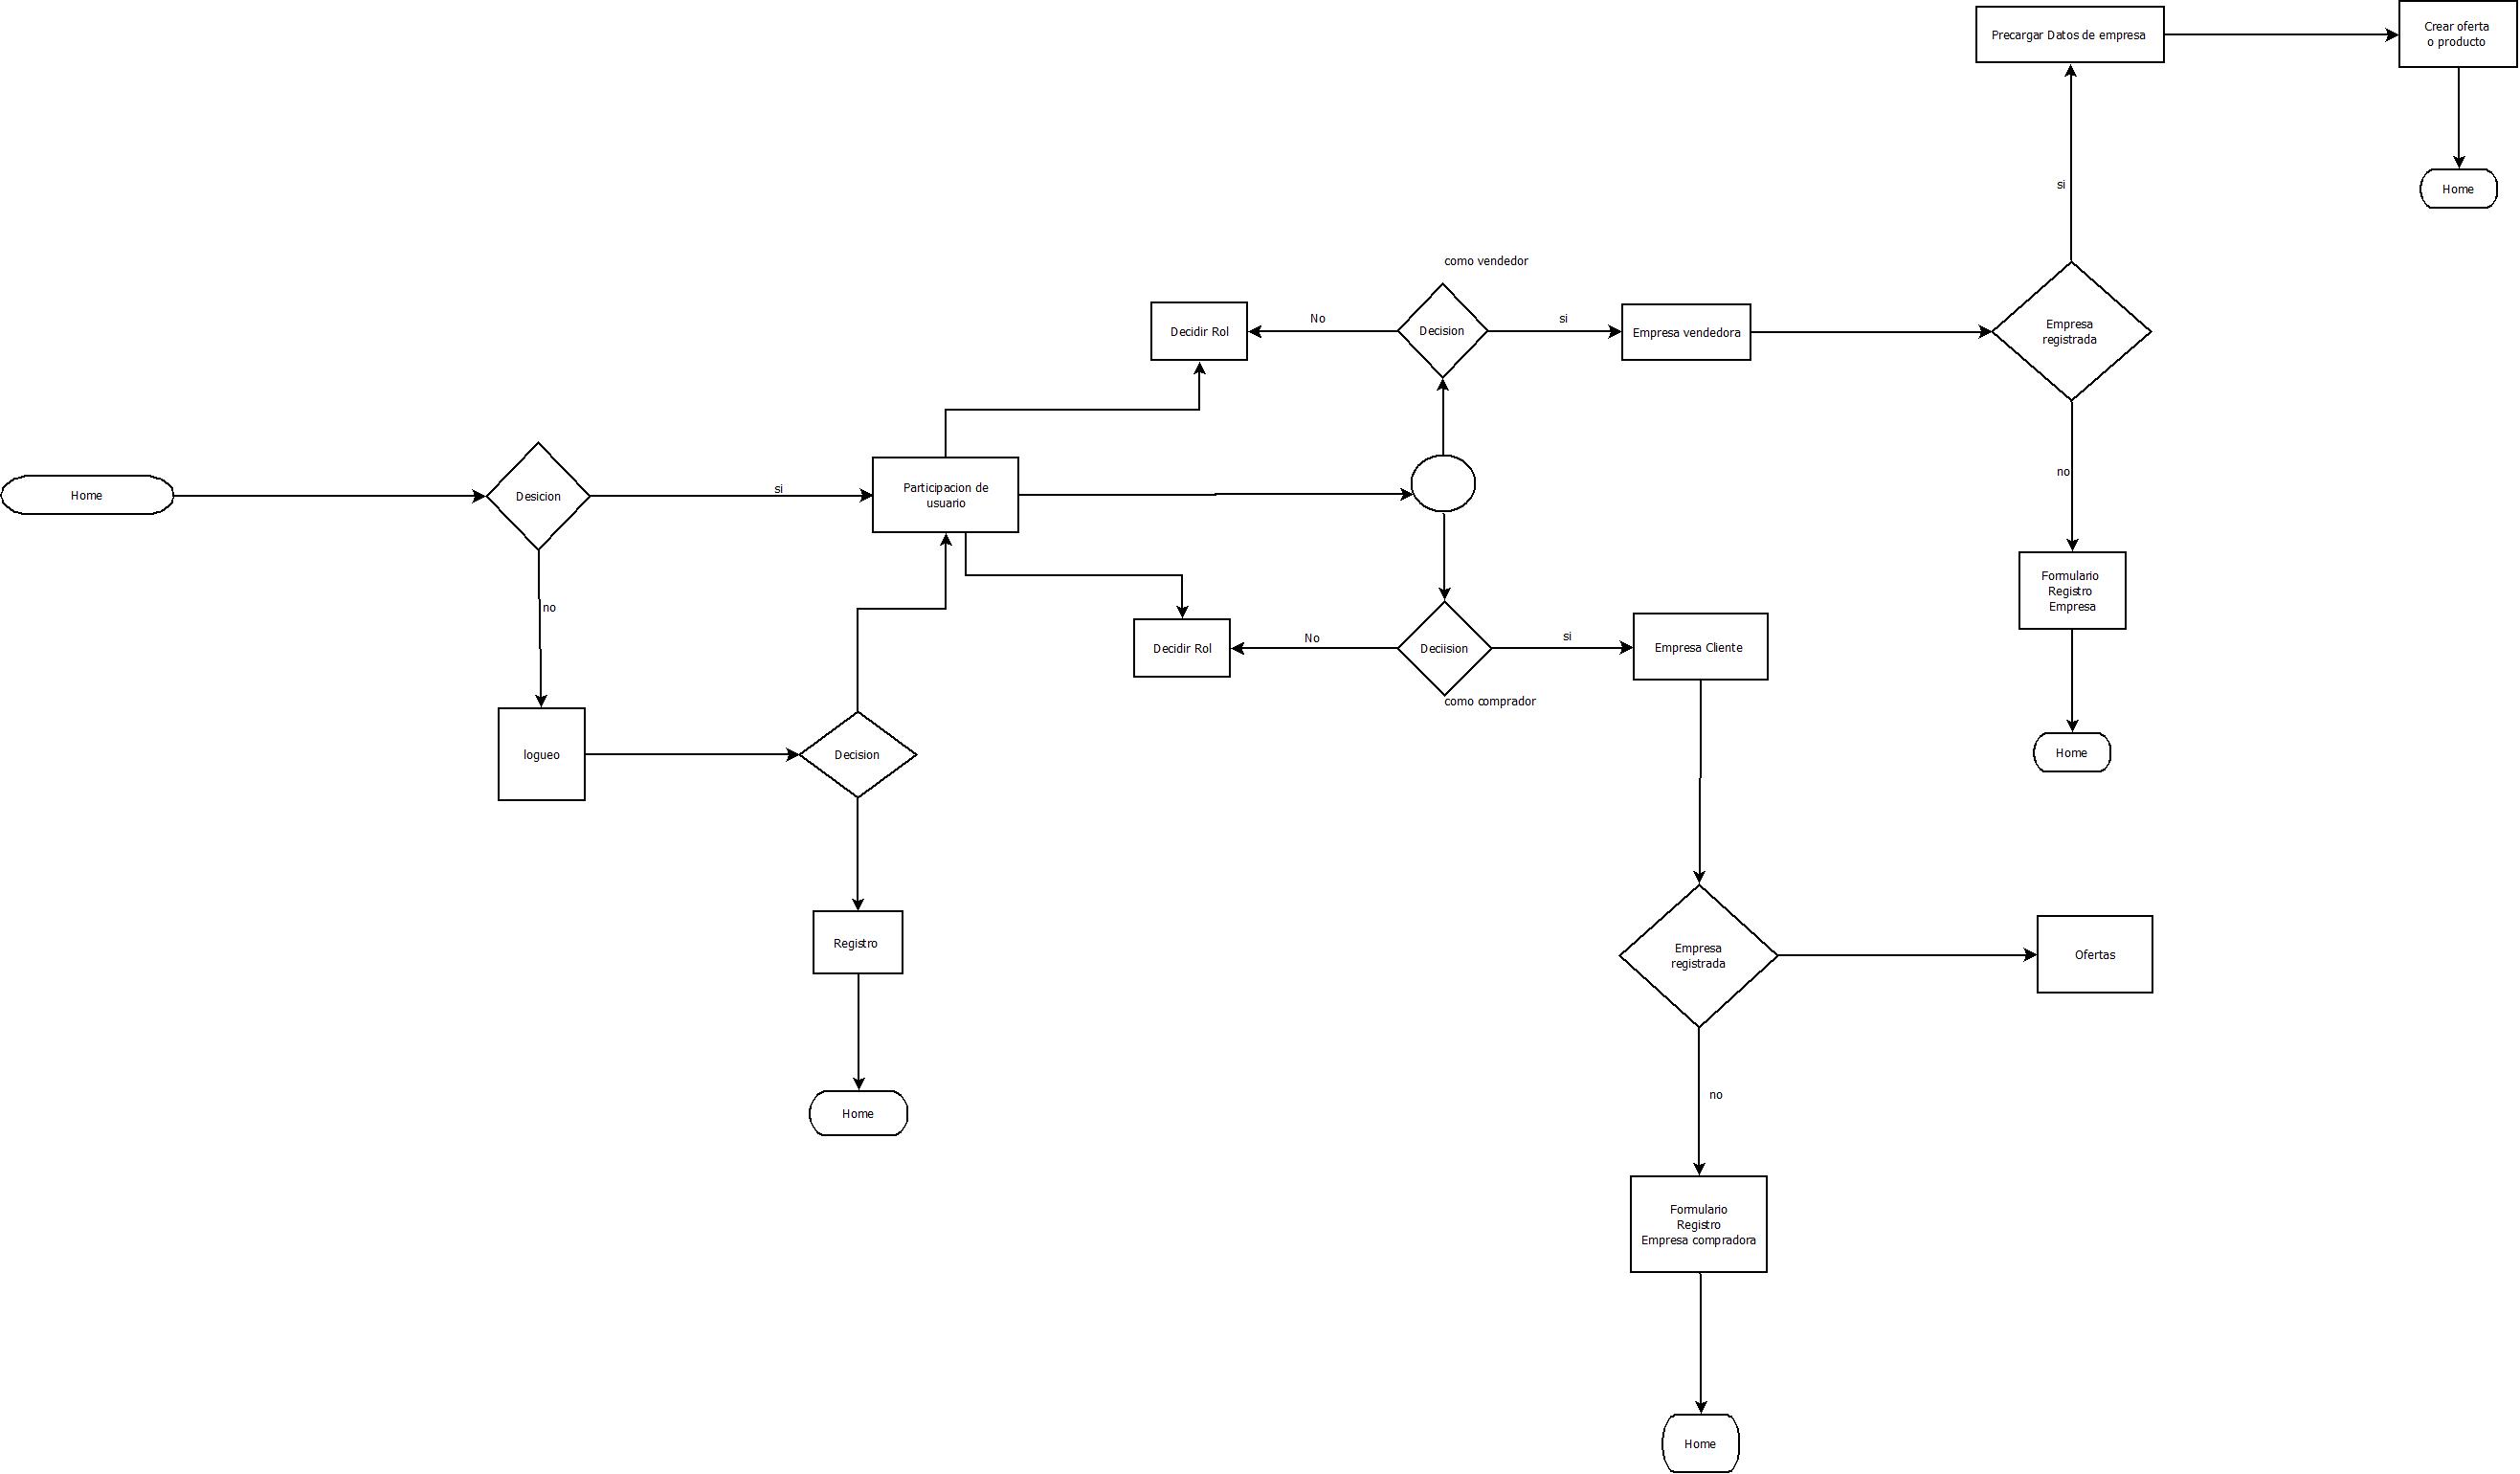 Precargar Datos de empresa
Crear oferta
o producto
si
Home
como vendedor
Decidir Rol
No
Decision
si
Empresa vendedora
Empresa
registrada
Home
Desicion
si
Participacion de
usuario
no
no
Formulario
Registro
Empresa
Decidir Rol
No
Deciision
si
Empresa Cliente
como comprador
logueo
Decision
Home
Registro
Empresa
registrada
Ofertas
Home
no
Formulario
Registro
Empresa compradora
Home